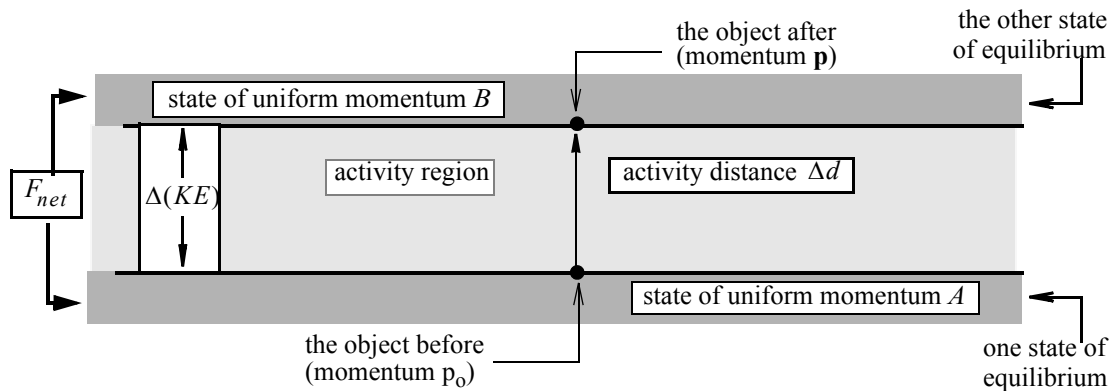 the object after
(momentum p)
the other state
of equilibrium
state of uniform momentum B
activity region
activity distance Δd
F_net
Δ(KE)
state of uniform momentum A
the object before
(momentum p_o)
one state of
equilibrium